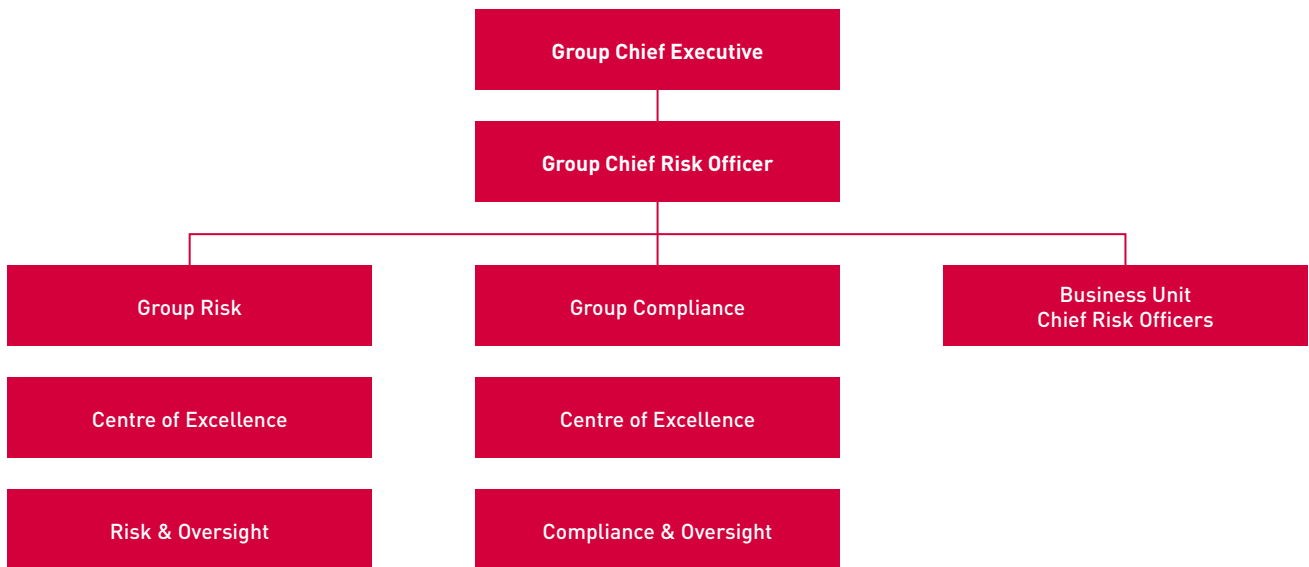 Group Chief Executive
Group Chief Risk Officer
Group Risk
Group Compliance
Business Unit
Chief Risk Officers
Centre of Excellence
Centre of Excellence
Risk & Oversight
Compliance & Oversight